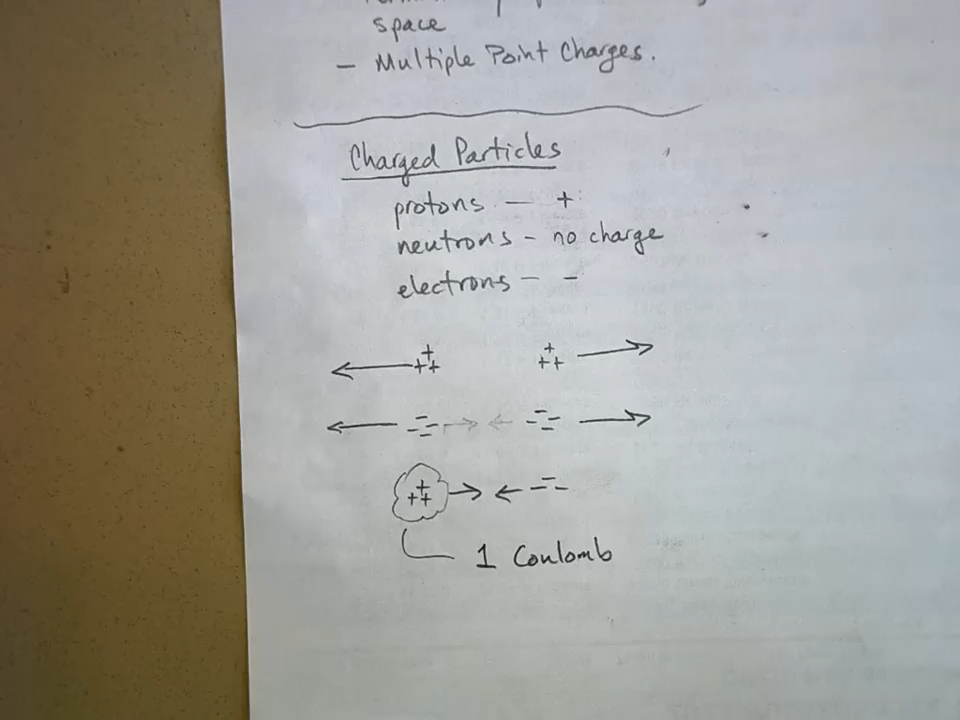 space
- Multiple Point Charges.
Charged Particles
protons — +
neutrons - no charge
electrons - -
+ ++ + ++
--- ---
+ ++ ---
1 Coulomb